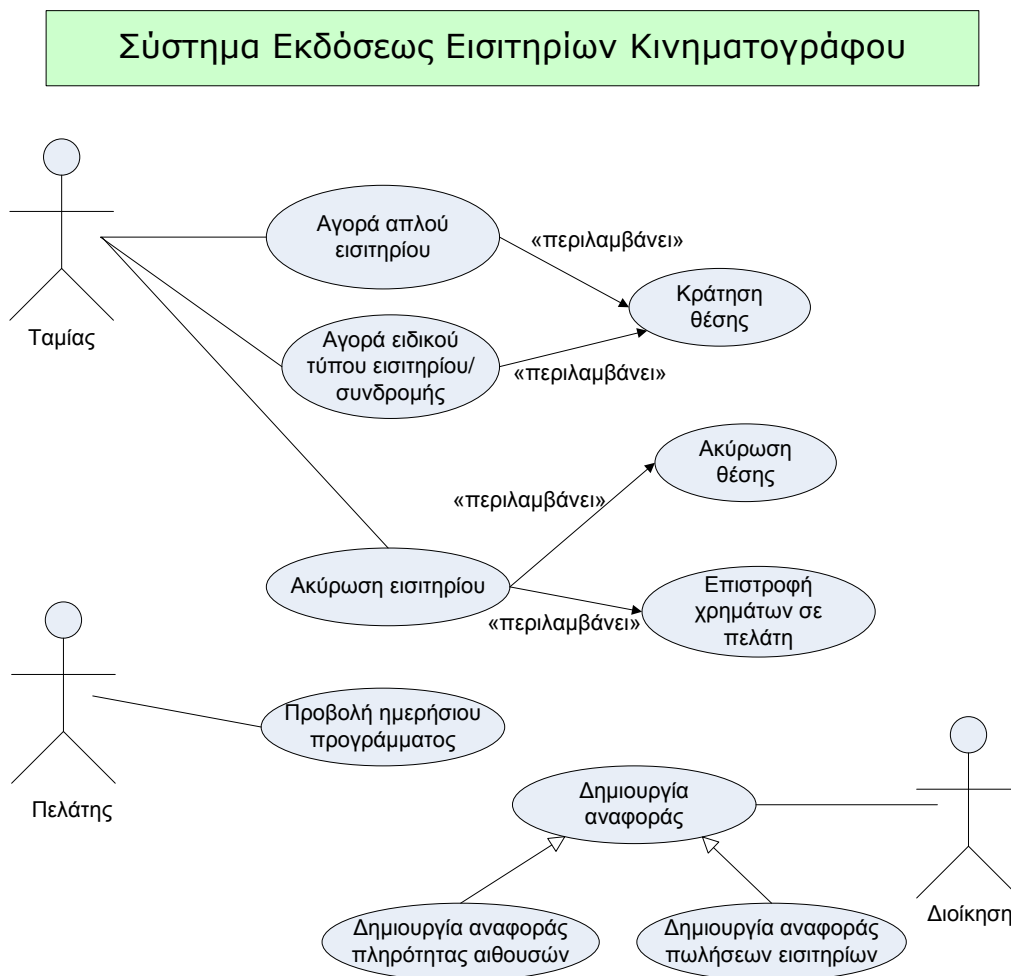 Σύστημα Εκδόσεως Εισιτηρίων Κινηματογράφου
Αγορά απλού
εισιτηρίου
«περιλαμβάνει»
Κράτηση
θέσης
Ταμίας
Αγορά ειδικού
τύπου εισιτηρίου/
συνδρομής
«περιλαμβάνει»
Ακύρωση
θέσης
«περιλαμβάνει»
Ακύρωση εισιτηρίου
Επιστροφή
χρημάτων σε
πελάτη
«περιλαμβάνει»
Προβολή ημερήσιου
προγράμματος
Πελάτης
Δημιουργία
αναφοράς
Διοίκηση
Δημιουργία αναφοράς
πληρότητας αιθουσών
Δημιουργία αναφοράς
πωλήσεων εισιτηρίων